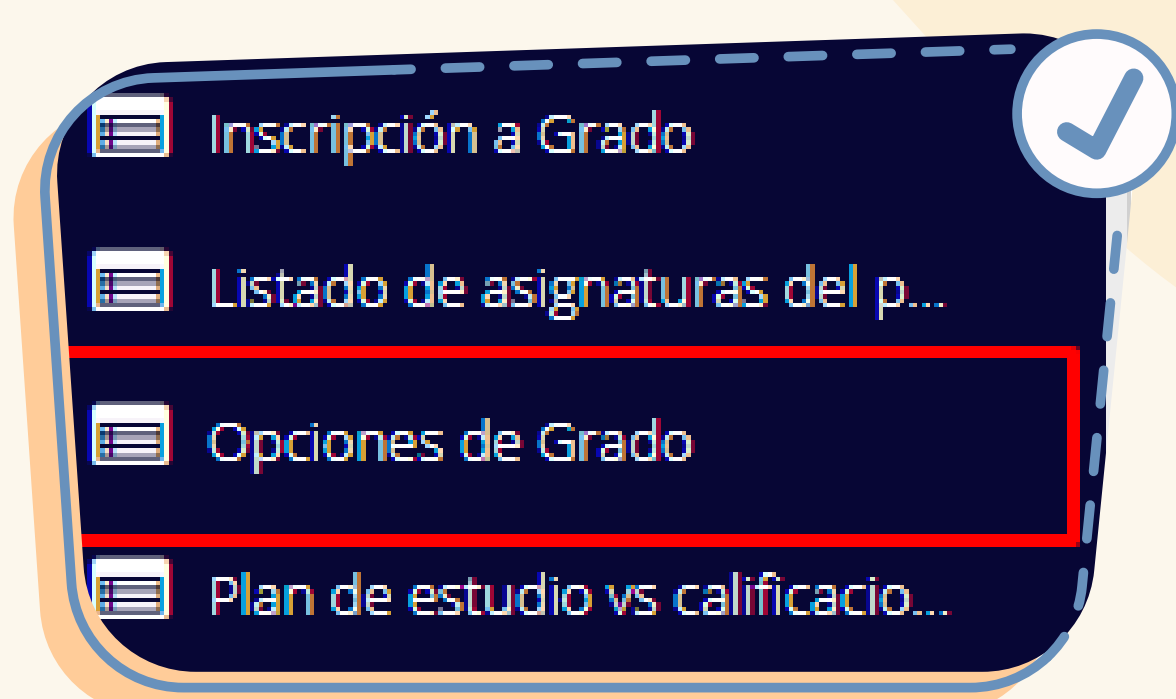 Inscripción a Grado
Listado de asignaturas del p...
Opciones de Grado
Plan de estudio vs calificacio...